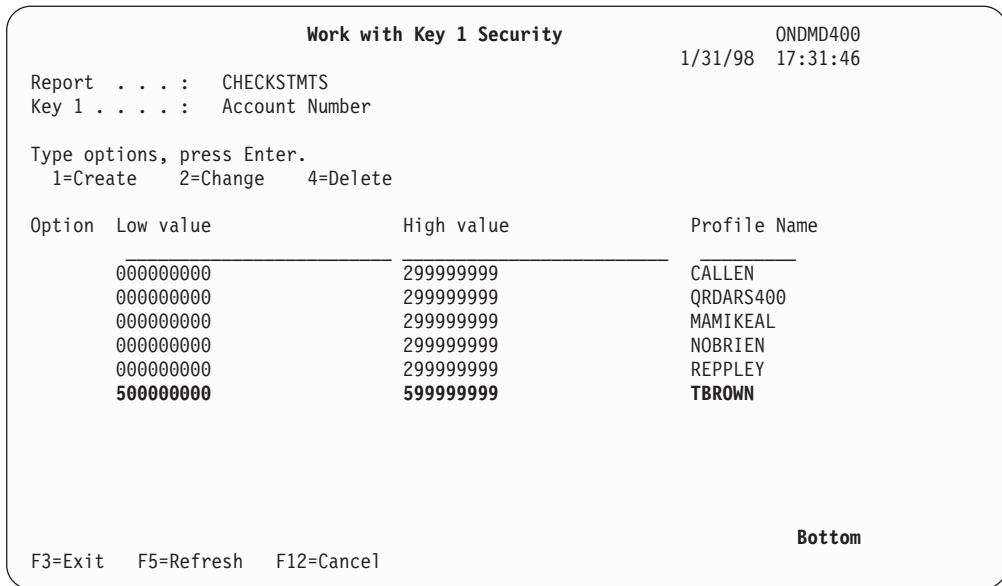 Work with Key 1 Security ONDMD400
1/31/98 17:31:46
Report . . . : CHECKSTMTS
Key 1 . . . . : Account Number
Type options, press Enter.
1=Create 2=Change 4=Delete
Option Low value High value Profile Name
000000000 299999999 CALLEN
000000000 299999999 QRDARS400
000000000 299999999 MAMIKEAL
000000000 299999999 NOBRIEN
000000000 299999999 REPPLEY
500000000 599999999 TBROWN
Bottom
F3=Exit F5=Refresh F12=Cancel